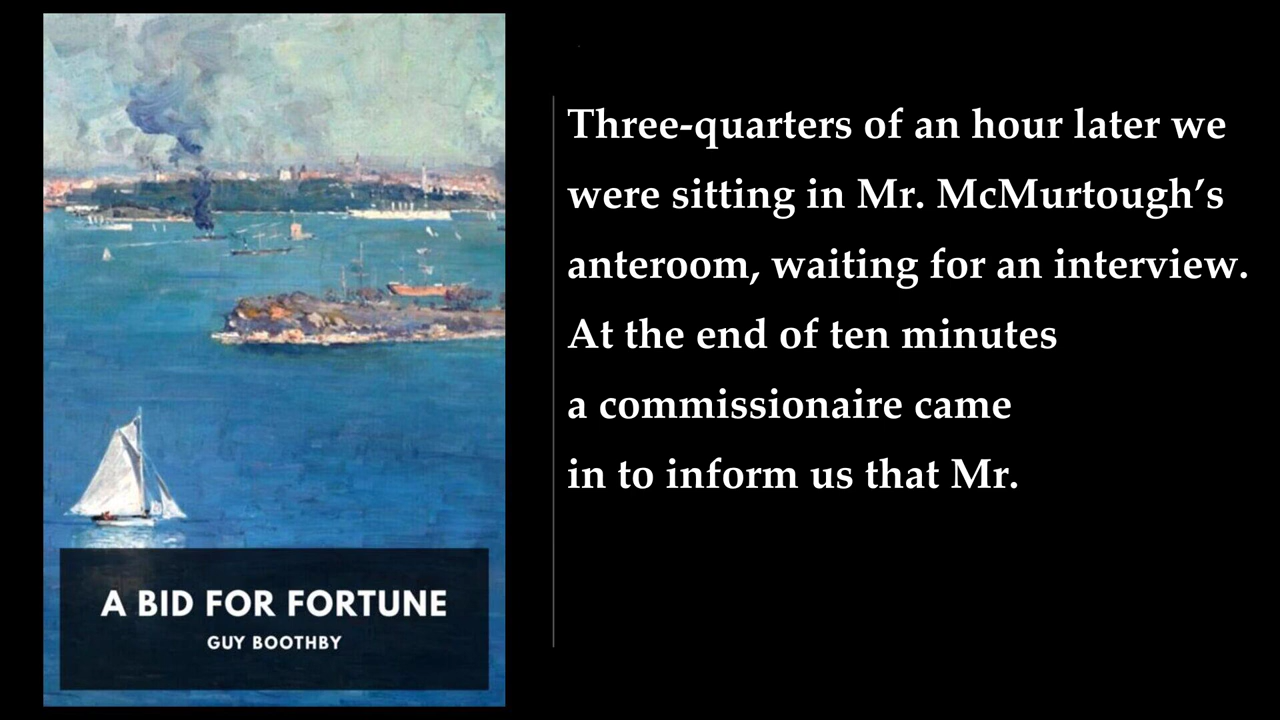 Three-quarters of an hour later we
were sitting in Mr. McMurtough’s
anteroom, waiting for an interview.
At the end of ten minutes
a commissionaire came
in to inform us that Mr.
A BID FOR FORTUNE
GUY BOOTHBY